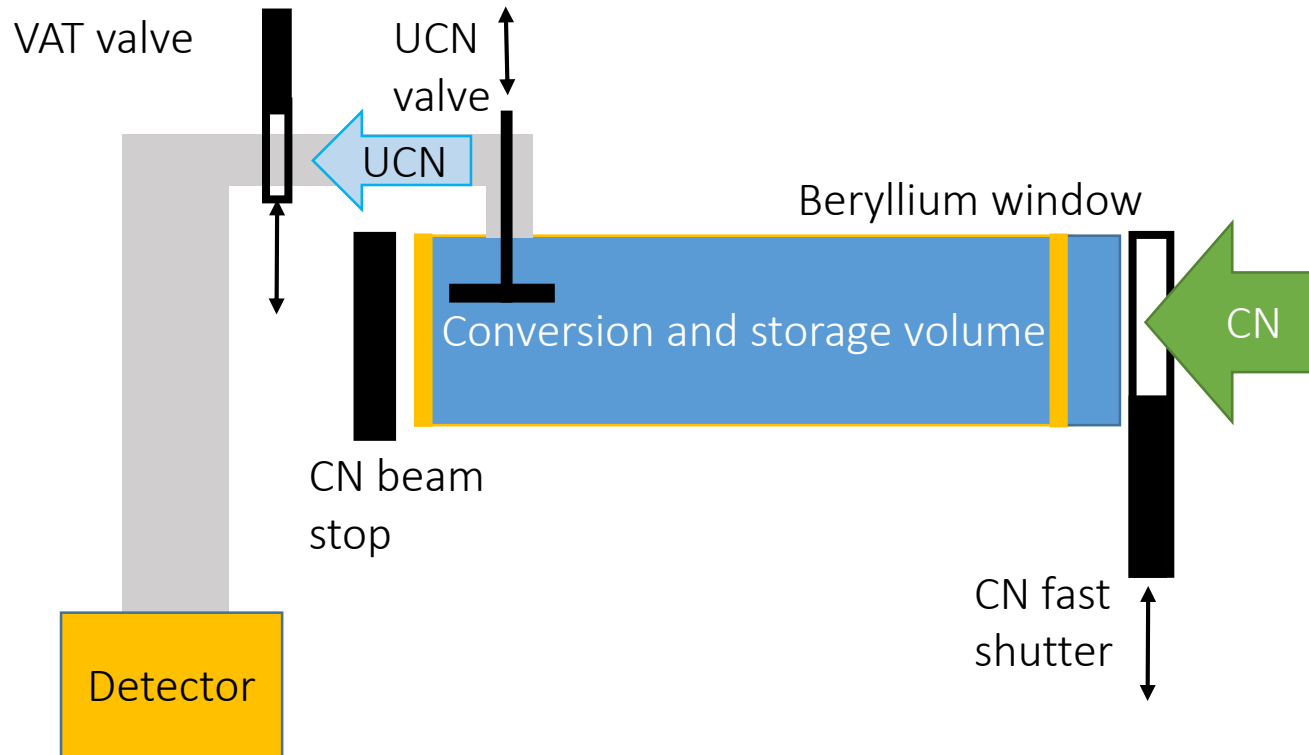 VAT valve
UCN
valve
UCN
Beryllium window
Conversion and storage volume
CN
CN beam
stop
CN fast
shutter
Detector